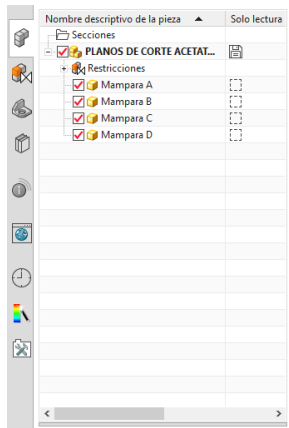 Nombre descriptivo de la pieza Solo lectura
Secciones
PLANOS DE CORTE ACETAT...
Restricciones
Mampara A
Mampara B
Mampara C
Mampara D